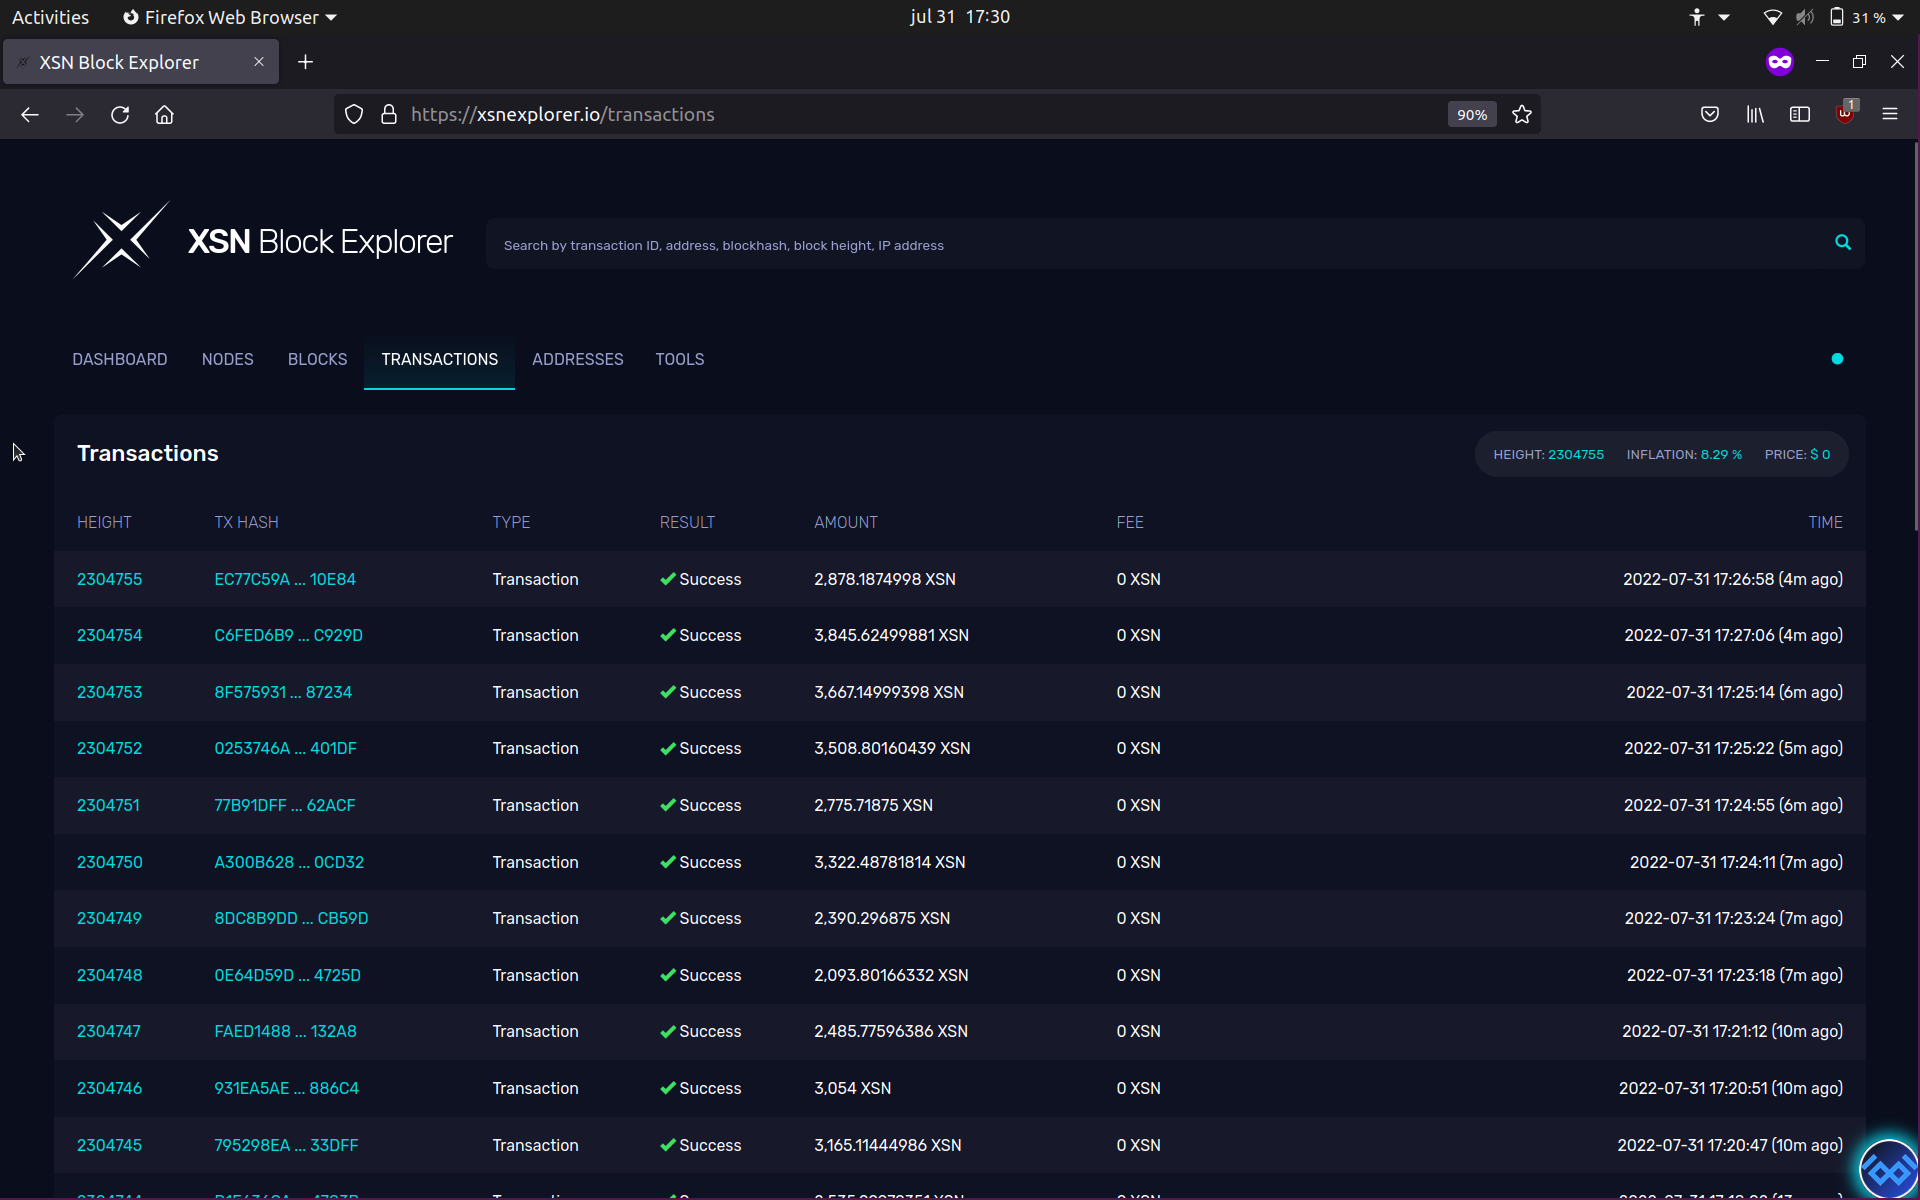 Activities Firefox Web Browser jul 31 17:30 31 %
XSN Block Explorer
https://xsnexplorer.io/transactions 90% 1
XSN Block Explorer Search by transaction ID, address, blockhash, block height, IP address
DASHBOARD NODES BLOCKS TRANSACTIONS ADDRESSES TOOLS
Transactions HEIGHT: 2304755 INFLATION: 8.29 % PRICE: $ 0
HEIGHT TX HASH TYPE RESULT AMOUNT FEE TIME
2304755 EC77C59A ... 10E84 Transaction Success 2,878.1874998 XSN 0 XSN 2022-07-31 17:26:58 (4m ago)
2304754 C6FED6B9 ... C929D Transaction Success 3,845.62499881 XSN 0 XSN 2022-07-31 17:27:06 (4m ago)
2304753 8F575931 ... 87234 Transaction Success 3,667.14999398 XSN 0 XSN 2022-07-31 17:25:14 (6m ago)
2304752 0253746A ... 401DF Transaction Success 3,508.80160439 XSN 0 XSN 2022-07-31 17:25:22 (5m ago)
2304751 77B91DFF ... 62ACF Transaction Success 2,775.71875 XSN 0 XSN 2022-07-31 17:24:55 (6m ago)
2304750 A300B628 ... 0CD32 Transaction Success 3,322.48781814 XSN 0 XSN 2022-07-31 17:24:11 (7m ago)
2304749 8DC8B9DD ... CB59D Transaction Success 2,390.296875 XSN 0 XSN 2022-07-31 17:23:24 (7m ago)
2304748 0E64D59D ... 4725D Transaction Success 2,093.80166332 XSN 0 XSN 2022-07-31 17:23:18 (7m ago)
2304747 FAED1488 ... 132A8 Transaction Success 2,485.77596386 XSN 0 XSN 2022-07-31 17:21:12 (10m ago)
2304746 931EA5AE ... 886C4 Transaction Success 3,054 XSN 0 XSN 2022-07-31 17:20:51 (10m ago)
2304745 795298EA ... 33DFF Transaction Success 3,165.11444986 XSN 0 XSN 2022-07-31 17:20:47 (10m ago)